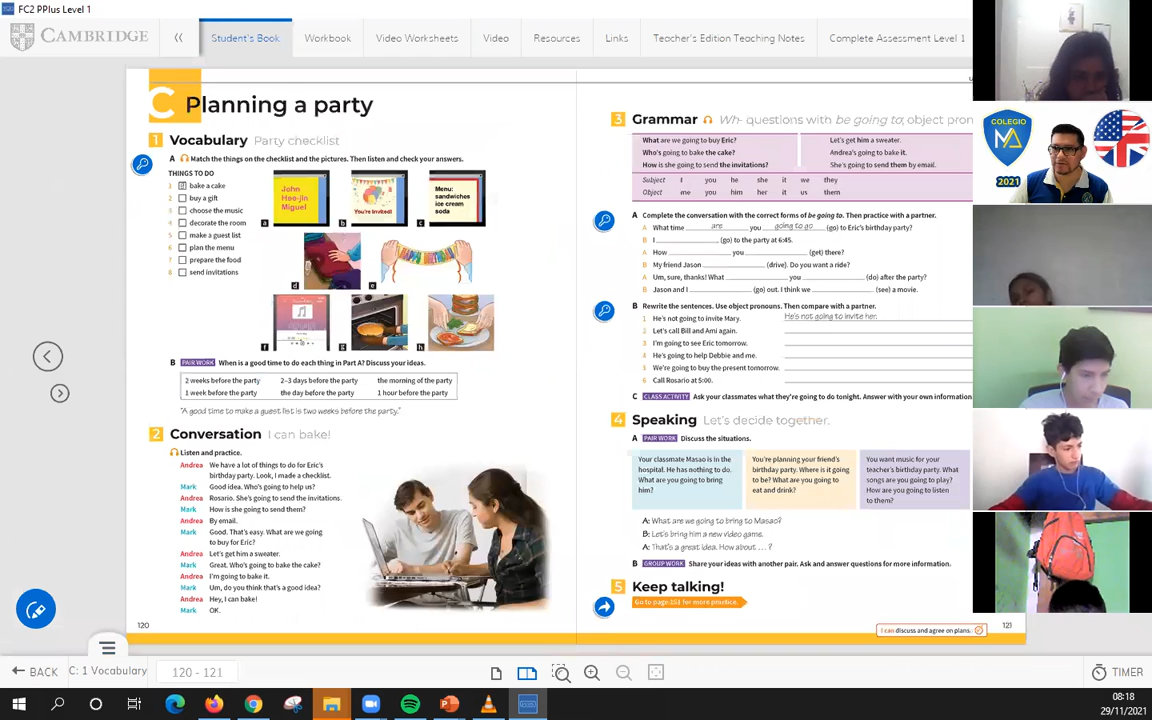 FC2 PPlus Level 1
CAMBRIDGE
Student's Book
Workbook
Video Worksheets
Video
Resources
Links
Teacher's Edition Teaching Notes
Complete Assessment Level 1
C Planning a party
1 Vocabulary Party checklist
A Match the things on the checklist and the pictures. Then listen and check your answers.
THINGS TO DO
1 bake a cake
2 buy a gift
3 choose the music
4 decorate the room
5 make a guest list
6 plan the menu
7 prepare the food
8 send invitations
John
Hee-jin
Miguel
You're Invited!
Menu:
sandwiches
ice cream
soda
a
b
c
d
e
f
g
h
B PAIR WORK When is a good time to do each thing in Part A? Discuss your ideas.
2 weeks before the party 2–3 days before the party the morning of the party
1 week before the party the day before the party 1 hour before the party
"A good time to make a guest list is two weeks before the party."
2 Conversation I can bake!
Listen and practice.
Andrea We have a lot of things to do for Eric's
birthday party. Look, I made a checklist.
Mark Good idea. Who's going to help us?
Andrea Rosario. She's going to send the invitations.
Mark How is she going to send them?
Andrea By email.
Mark Good. That's easy. What are we going
to buy for Eric?
Andrea Let's get him a sweater.
Mark Great. Who's going to bake the cake?
Andrea I'm going to bake it.
Mark Um, do you think that's a good idea?
Andrea Hey, I can bake!
Mark OK.
120
3 Grammar Wh- questions with be going to; object pron
What are we going to buy Eric?
Who's going to bake the cake?
How is she going to send the invitations?
Let's get him a sweater.
Andrea's going to bake it.
She's going to send them by email.
Subject I you he she it we they
Object me you him her it us them
A Complete the conversation with the correct forms of be going to. Then practice with a partner.
A What time are you going to go (go) to Eric's birthday party?
B I (go) to the party at 6:45.
A How you (get) there?
B My friend Jason (drive). Do you want a ride?
A Um, sure, thanks! What you (do) after the party?
B Jason and I (go) out. I think we (see) a movie.
B Rewrite the sentences. Use object pronouns. Then compare with a partner.
1 He's not going to invite Mary. He's not going to invite her.
2 Let's call Bill and Ami again.
3 I'm going to see Eric tomorrow.
4 He's going to help Debbie and me.
5 We're going to buy the present tomorrow.
6 Call Rosario at 5:00.
C CLASS ACTIVITY Ask your classmates what they're going to do tonight. Answer with your own information
4 Speaking Let's decide together.
A PAIR WORK Discuss the situations.
Your classmate Masao is in the
hospital. He has nothing to do.
What are you going to bring
him?
You're planning your friend's
birthday party. Where is it going
to be? What are you going to
eat and drink?
You want music for your
teacher's birthday party. What
songs are you going to play?
How are you going to listen
to them?
A: What are we going to bring to Masao?
B: Let's bring him a new video game.
A: That's a great idea. How about . . . ?
B GROUP WORK Share your ideas with another pair. Ask and answer questions for more information.
5 Keep talking!
Go to page 151 for more practice.
I can discuss and agree on plans.
121
COLEGIO
MA
2021
BACK
C: 1 Vocabulary
120 - 121
TIMER
08:18
29/11/2021